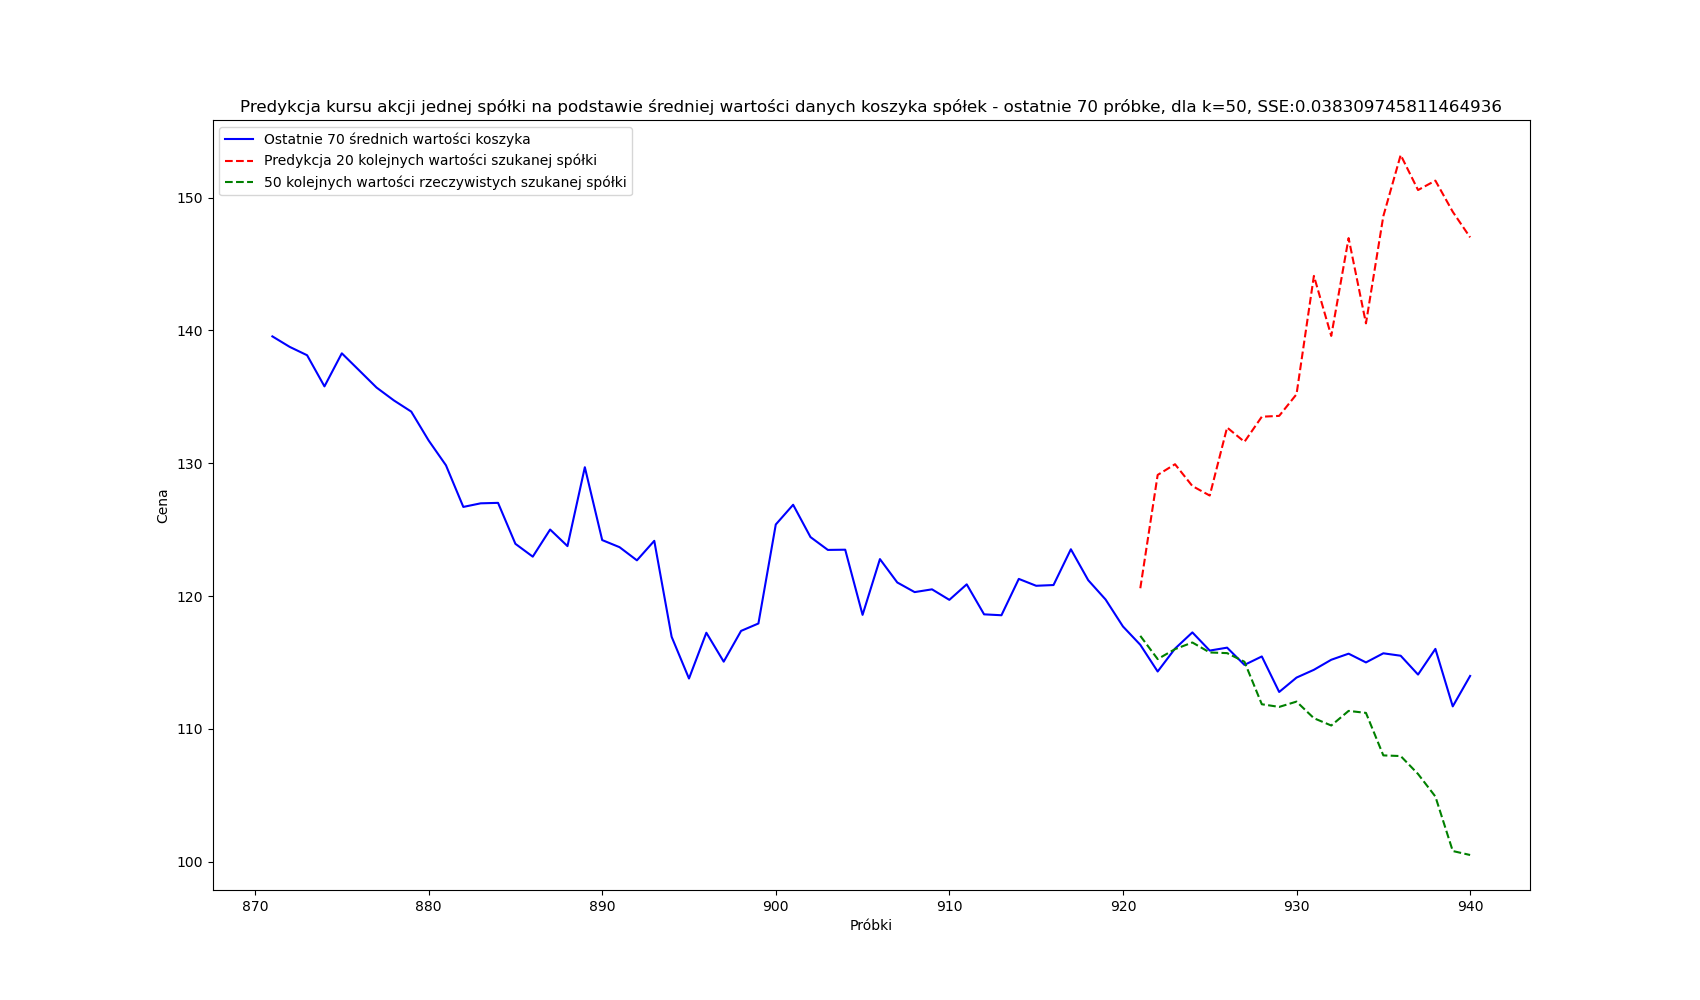 Predykcja kursu akcji jednej spółki na podstawie średniej wartości danych koszyka spółek - ostatnie 70 próbke, dla k=50, SSE:0.038309745811464936
Ostatnie 70 średnich wartości koszyka
Predykcja 20 kolejnych wartości szukanej spółki
50 kolejnych wartości rzeczywistych szukanej spółki
150
140
130
120
110
100
Cena
870
880
890
900
910
920
930
940
Próbki